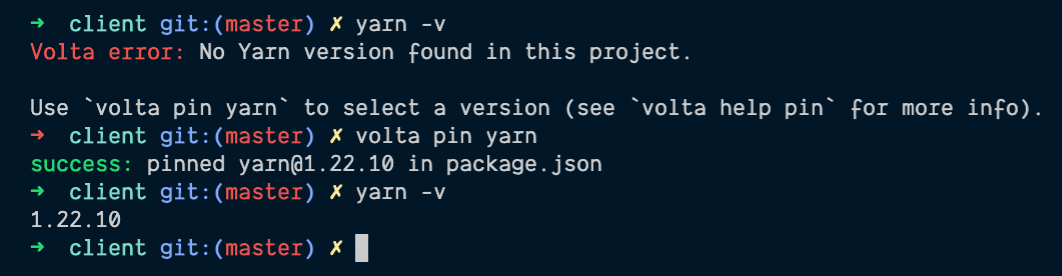 ➜ client git:(master) ✗ yarn -v
Volta error: No Yarn version found in this project.
Use `volta pin yarn` to select a version (see `volta help pin` for more info).
➜ client git:(master) ✗ volta pin yarn
success: pinned yarn@1.22.10 in package.json
➜ client git:(master) ✗ yarn -v
1.22.10
➜ client git:(master) ✗